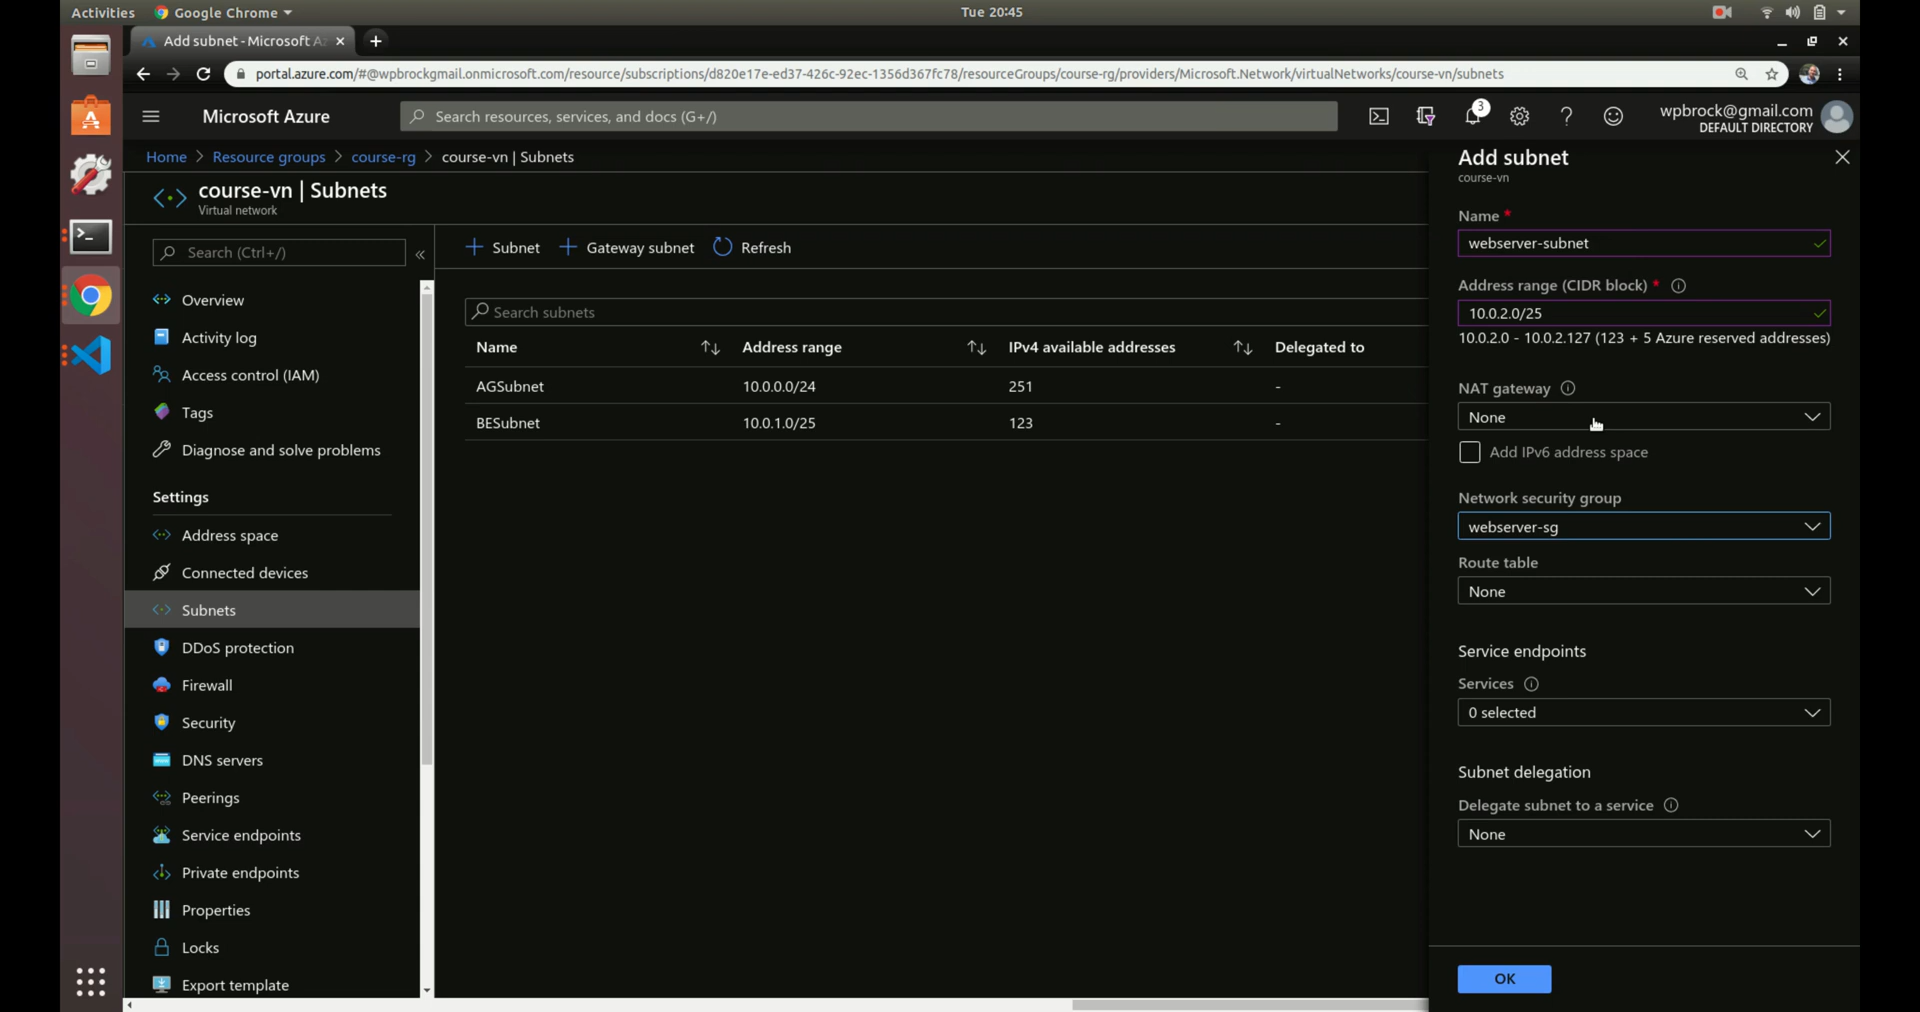 Activities
Google Chrome
Tue 20:45
Add subnet - Microsoft A
portal.azure.com/#@wpbrockgmail.onmicrosoft.com/resource/subscriptions/d820e17e-ed37-426c-92ec-1356d367fc78/resourceGroups/course-rg/providers/Microsoft.Network/virtualNetworks/course-vn/subnets
Microsoft Azure
Search resources, services, and docs (G+/)
3
wpbrock@gmail.com
DEFAULT DIRECTORY
Home > Resource groups > course-rg > course-vn | Subnets
course-vn | Subnets
Virtual network
Search (Ctrl+/)
«
Overview
Activity log
Access control (IAM)
Tags
Diagnose and solve problems
Settings
Address space
Connected devices
Subnets
DDoS protection
Firewall
Security
DNS servers
Peerings
Service endpoints
Private endpoints
Properties
Locks
Export template
+ Subnet + Gateway subnet Refresh
Search subnets
Name Address range IPv4 available addresses Delegated to
AGSubnet 10.0.0.0/24 251 -
BESubnet 10.0.1.0/25 123 -
Add subnet
course-vn
Name *
webserver-subnet
Address range (CIDR block) *
10.0.2.0/25
10.0.2.0 - 10.0.2.127 (123 + 5 Azure reserved addresses)
NAT gateway
None
Add IPv6 address space
Network security group
webserver-sg
Route table
None
Service endpoints
Services
0 selected
Subnet delegation
Delegate subnet to a service
None
OK